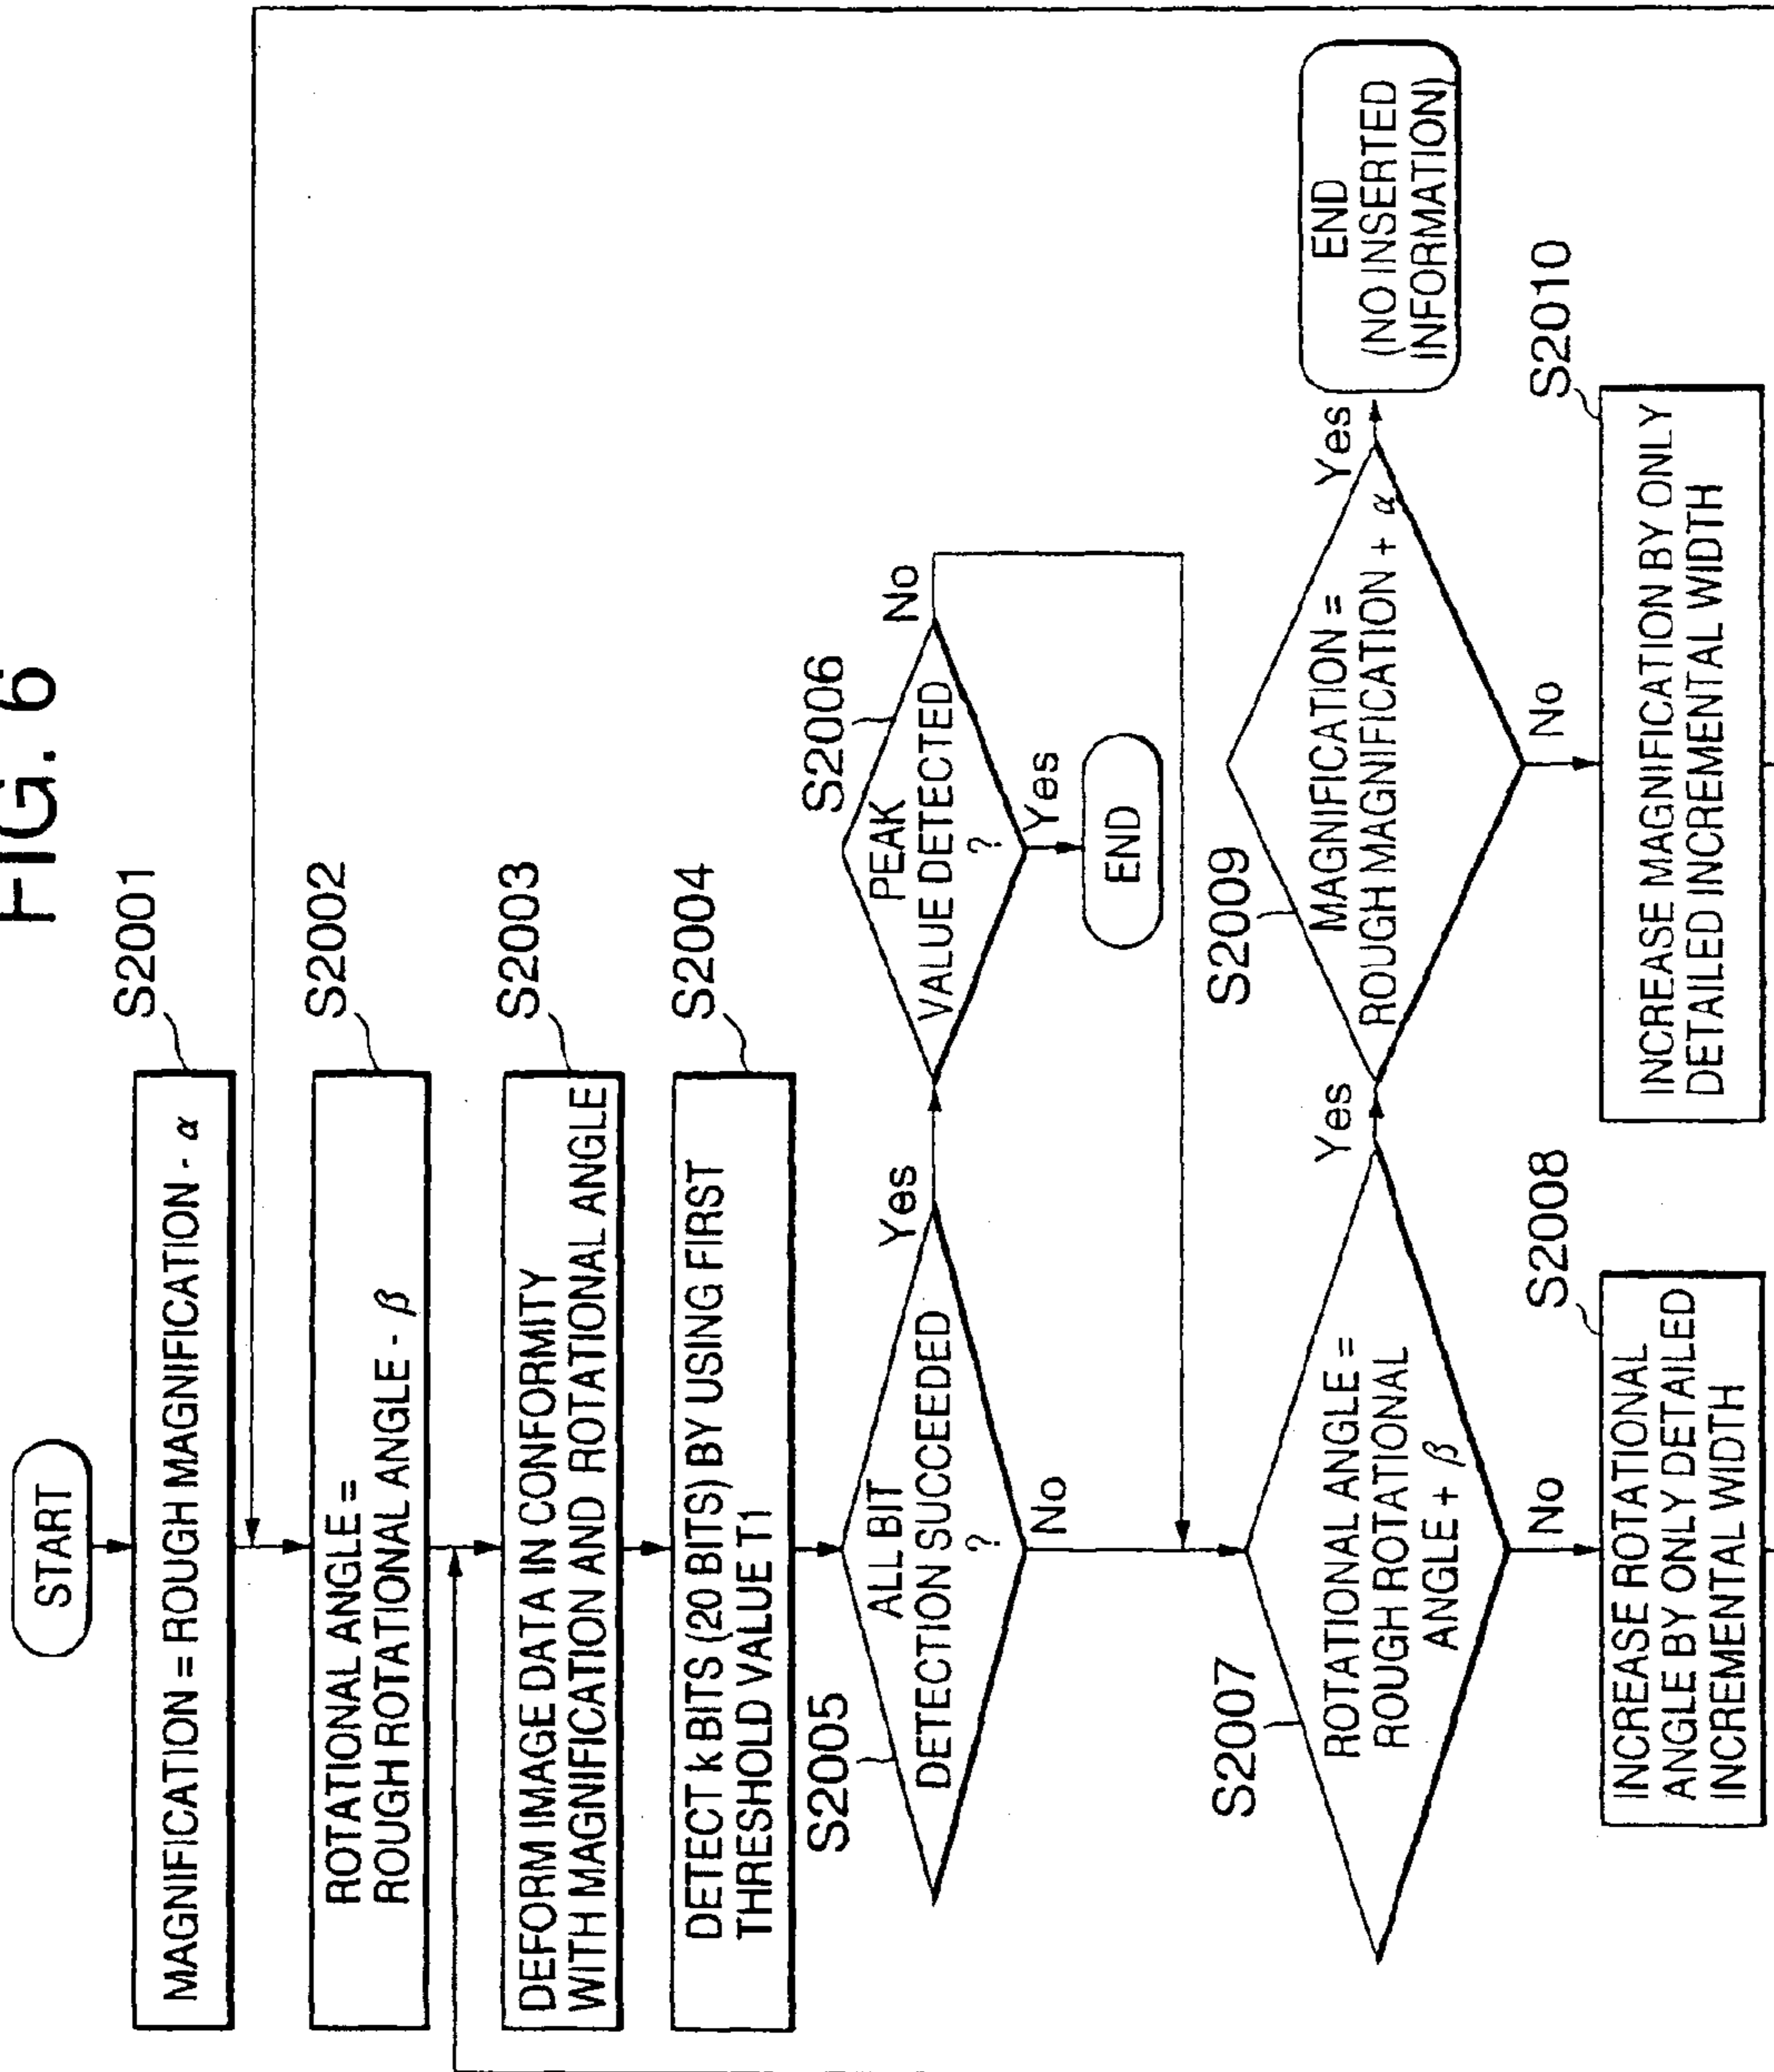 FIG. 6
START
MAGNIFICATION = ROUGH MAGNIFICATION - α
S2001
ROTATIONAL ANGLE =
ROUGH ROTATIONAL ANGLE - β
S2002
DEFORM IMAGE DATA IN CONFORMITY
WITH MAGNIFICATION AND ROTATIONAL ANGLE
S2003
DETECT k BITS (20 BITS) BY USING FIRST
THRESHOLD VALUE T1
S2004
S2005
ALL BIT
DETECTION SUCCEEDED
?
Yes
No
S2006
PEAK
VALUE DETECTED
?
No
Yes
END
S2007
ROTATIONAL ANGLE =
ROUGH ROTATIONAL
ANGLE + β
Yes
No
S2009
MAGNIFICATION =
ROUGH MAGNIFICATION + α
Yes
No
END
(NO INSERTED
INFORMATION)
S2008
INCREASE ROTATIONAL
ANGLE BY ONLY DETAILED
INCREMENTAL WIDTH
S2010
INCREASE MAGNIFICATION BY ONLY
DETAILED INCREMENTAL WIDTH